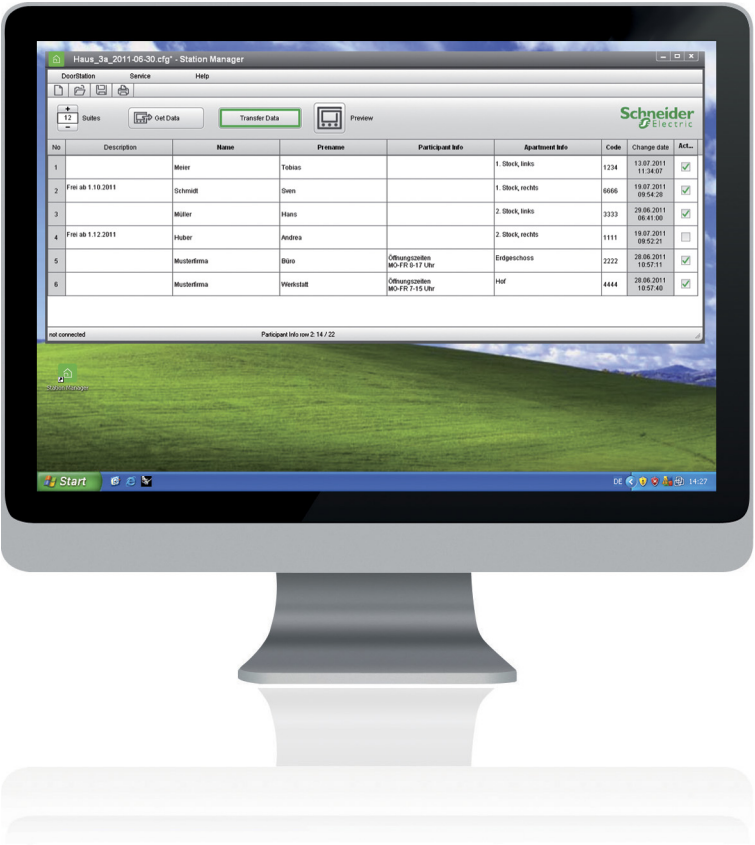 Haus_3a_2011-06-30.cfg* - Station Manager
DoorStation Service Help
+
12 Suites Get Data Transfer Data Preview
-
Schneider
Electric
No Description Name Prename Participant Info Apartment Info Code Change date Act...
1 Meier Tobias 1. Stock, links 1234 13.07.2011
11:34:07
2 Frei ab 1.10.2011 Schmidt Sven 1. Stock, rechts 6666 19.07.2011
09:54:28
3 Müller Hans 2. Stock, links 3333 29.06.2011
06:41:00
4 Frei ab 1.12.2011 Huber Andrea 2. Stock, rechts 1111 19.07.2011
09:52:21
5 Musterfirma Büro Öffnungszeiten Erdgeschoss 2222 28.06.2011
MO-FR 8-17 Uhr 10:57:11
6 Musterfirma Werkstatt Öffnungszeiten Hof 4444 28.06.2011
MO-FR 7-15 Uhr 10:57:40
not connected Participant Info row 2: 14 / 22
Station Manager
Start DE 14:27